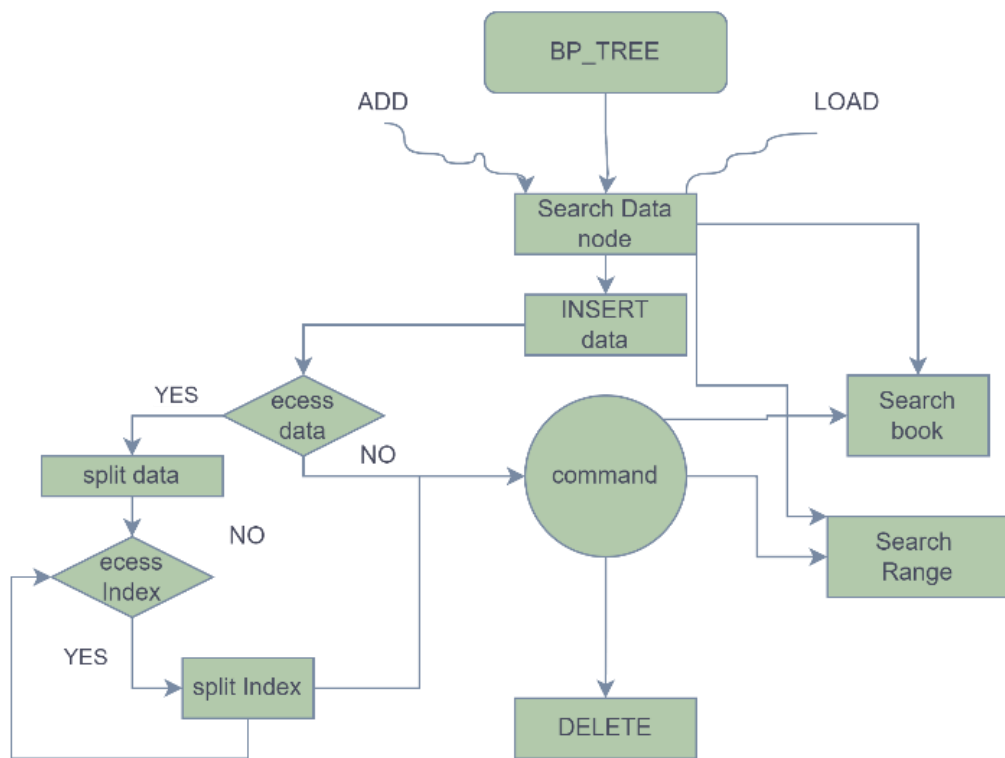 BP_TREE
ADD
LOAD
Search Data
node
INSERT
data
YES
ecess
data
NO
Search
book
split data
command
NO
ecess
Index
Search
Range
YES
split Index
DELETE